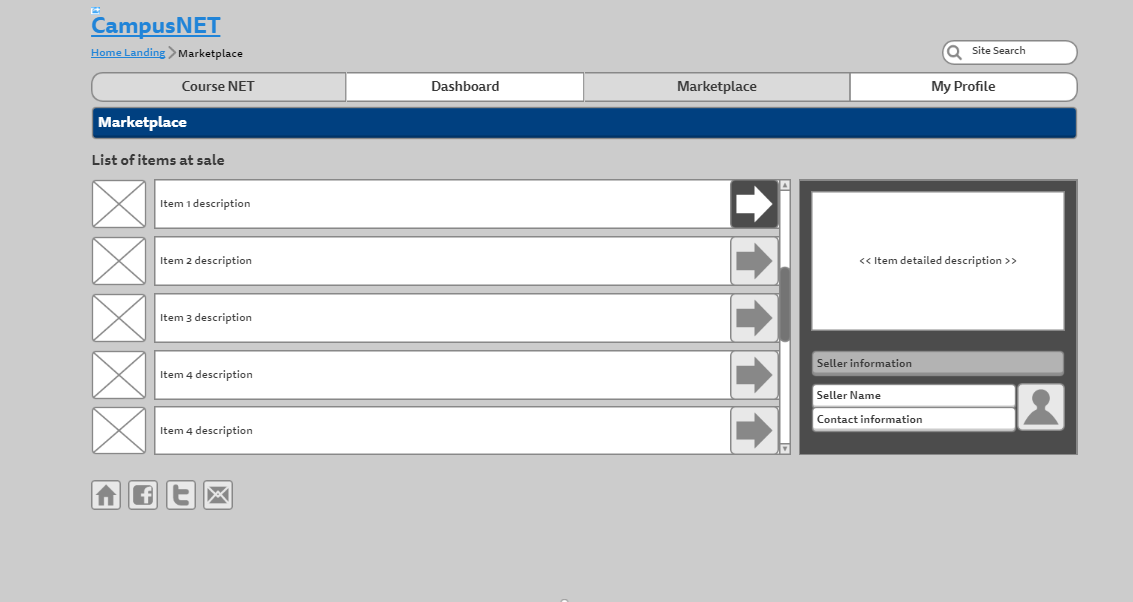 CampusNET
Home Landing Marketplace
Site Search
Course NET Dashboard Marketplace My Profile
Marketplace
List of items at sale
Item 1 description
Item 2 description
Item 3 description
Item 4 description
Item 4 description
<< Item detailed description >>
Seller information
Seller Name
Contact information